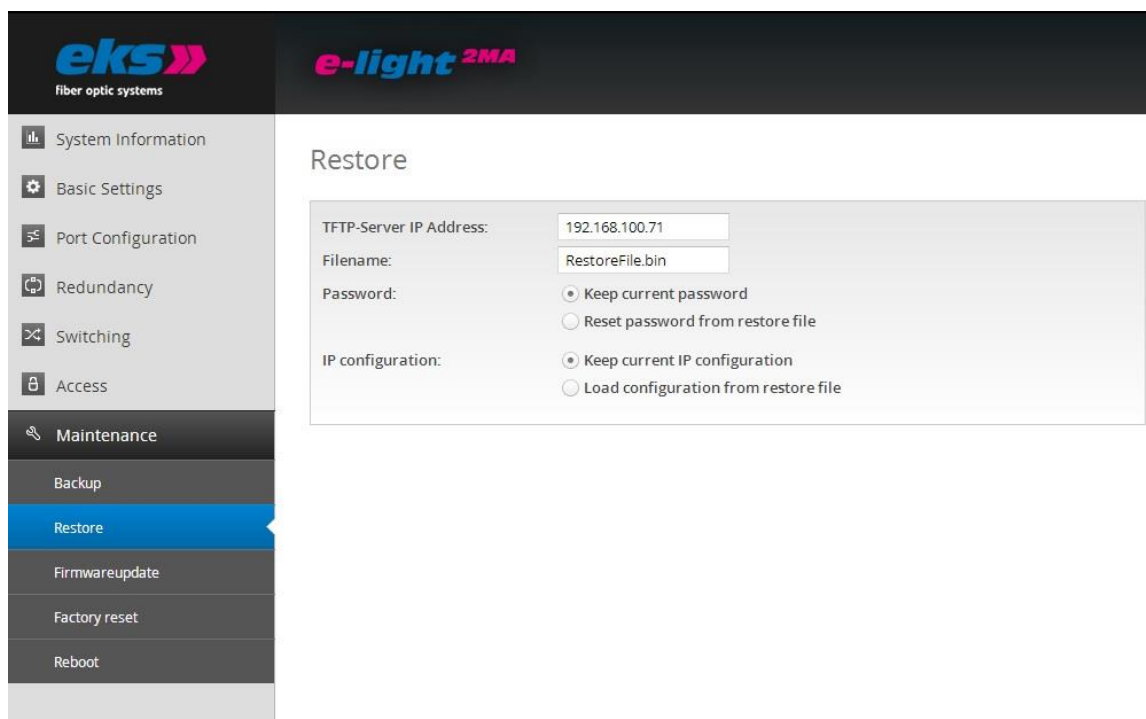 eks
fiber optic systems
e-light 2MA
System Information
Basic Settings
Port Configuration
Redundancy
Switching
Access
Maintenance
Backup
Restore
Firmwareupdate
Factory reset
Reboot
Restore
TFTP-Server IP Address: 192.168.100.71
Filename: RestoreFile.bin
Password: Keep current password
Reset password from restore file
IP configuration: Keep current IP configuration
Load configuration from restore file